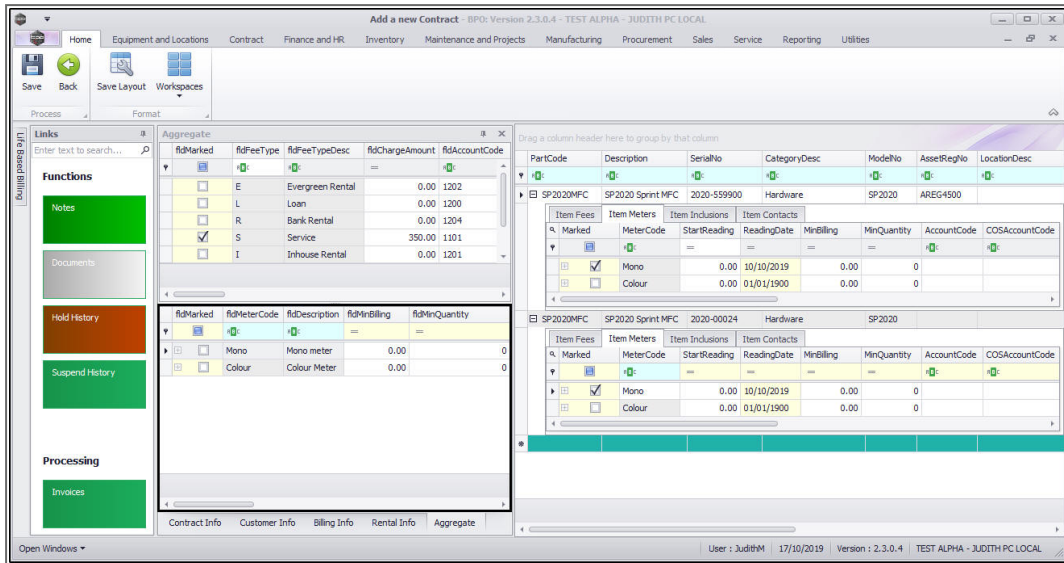 Add a new Contract - BPO: Version 2.3.0.4 - TEST ALPHA - JUDITH PC LOCAL
Home Equipment and Locations Contract Finance and HR Inventory Maintenance and Projects Manufacturing Procurement Sales Service Reporting Utilities
Save Back Save Layout Workspaces
Process Format
Life Based Billing
Links
Enter text to search...
Functions
Notes
Documents
Hold History
Suspend History
Processing
Invoices
Aggregate
fldMarked fldFeeType fldFeeTypeDesc fldChargeAmount fldAccountCode
E Evergreen Rental 0.00 1202
L Loan 0.00 1200
R Bank Rental 0.00 1204
S Service 350.00 1101
I Inhouse Rental 0.00 1201
fldMarked fldMeterCode fldDescription fldMinBilling fldMinQuantity
Mono Mono meter 0.00 0
Colour Colour Meter 0.00 0
Contract Info Customer Info Billing Info Rental Info Aggregate
Drag a column header here to group by that column
PartCode Description SerialNo CategoryDesc ModelNo AssetRegNo LocationDesc
SP2020MFC SP2020 Sprint MFC 2020-559900 Hardware SP2020 AREG4500
Item Fees Item Meters Item Inclusions Item Contacts
Marked MeterCode StartReading ReadingDate MinBilling MinQuantity AccountCode COSAccountCode
Mono 0.00 10/10/2019 0.00 0
Colour 0.00 01/01/1900 0.00 0
SP2020MFC SP2020 Sprint MFC 2020-00024 Hardware SP2020
Item Fees Item Meters Item Inclusions Item Contacts
Marked MeterCode StartReading ReadingDate MinBilling MinQuantity AccountCode COSAccountCode
Mono 0.00 10/10/2019 0.00 0
Colour 0.00 01/01/1900 0.00 0
Open Windows User : JudithM 17/10/2019 Version : 2.3.0.4 TEST ALPHA - JUDITH PC LOCAL